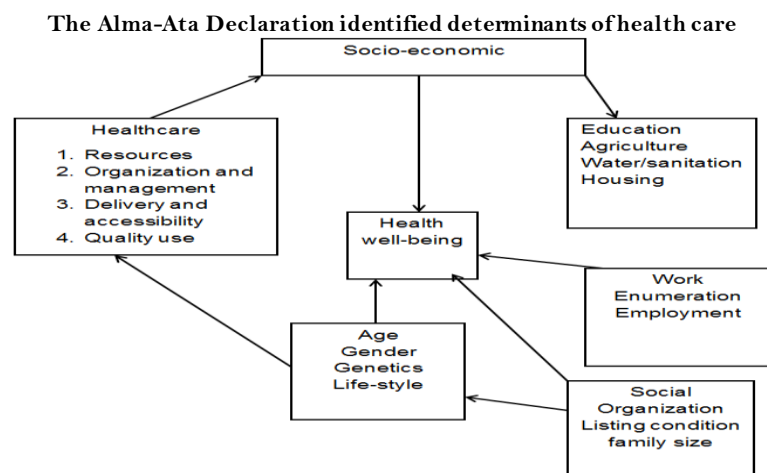 The Alma-Ata Declaration identified determinants of health care
Socio-economic
Healthcare
1. Resources
2. Organization and
management
3. Delivery and
accessibility
4. Quality use
Education
Agriculture
Water/sanitation
Housing
Health
well-being
Work
Enumeration
Employment
Age
Gender
Genetics
Life-style
Social
Organization
Listing condition
family size